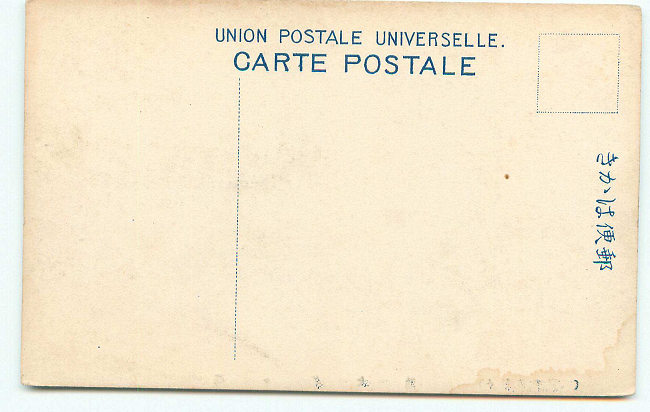 UNION POSTALE UNIVERSELLE.
CARTE POSTALE
きかは便郵